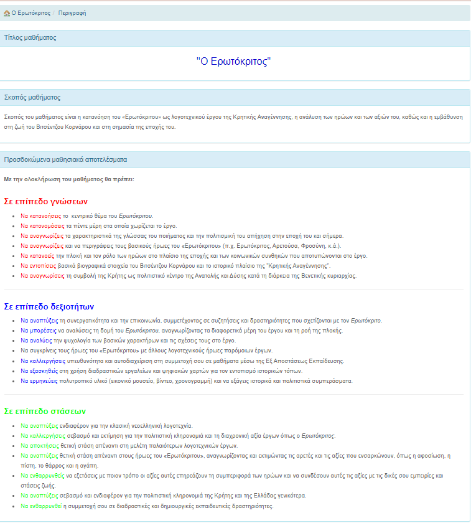 Ο Ερωτόκριτος | Περιγραφή
Τίτλος μαθήματος
"Ο Ερωτόκριτος"
Σκοπός μαθήματος
Σκοπός του μαθήματος είναι η κατανόηση του «Ερωτόκριτου» ως λογοτεχνικού έργου της Κρητικής Αναγέννησης, η ανάλυση των ηρώων και των αξιών του, καθώς και η εμβάθυνση
στη ζωή του Βιτσέντζου Κορνάρου και στη σημασία της εποχής του.
Προσδοκώμενα μαθησιακά αποτελέσματα
Με την ολοκλήρωση του μαθήματος θα πρέπει:
Σε επίπεδο γνώσεων
Να κατανοήσεις το κεντρικό θέμα του Ερωτόκριτου.
Να κατονομάσεις τα πέντε μέρη στα οποία χωρίζεται το έργο.
Να αναγνωρίζεις τα χαρακτηριστικά της γλώσσας του ποιήματος και την πολιτισμική του απήχηση στην εποχή του και σήμερα.
Να αναγνωρίζεις και να περιγράφεις τους βασικούς ήρωες του «Ερωτόκριτου» (π.χ. Ερωτόκριτος, Αρετούσα, Φροσύνη, κ.ά.).
Να κατανοείς την πλοκή και τον ρόλο των ηρώων στο πλαίσιο της εποχής και των κοινωνικών συνθηκών που αποτυπώνονται στο έργο.
Να εντοπίσεις βασικά βιογραφικά στοιχεία του Βιτσέντζου Κορνάρου και το ιστορικό πλαίσιο της "Κρητικής Αναγέννησης".
Να αναγνωρίσεις τη συμβολή της Κρήτης ως πολιτιστικό κέντρο της Ανατολής και Δύσης κατά τη διάρκεια της Βενετικής κυριαρχίας.
Σε επίπεδο δεξιοτήτων
Να αναπτύξεις τη συνεργατικότητα και την επικοινωνία, συμμετέχοντας σε συζητήσεις και δραστηριότητες που σχετίζονται με τον Ερωτόκριτο.
Να μπορέσεις να αναλύσεις τη δομή του Ερωτόκριτου, αναγνωρίζοντας τα διαφορετικά μέρη του έργου και τη ροή της πλοκής.
Να αναλύεις την ψυχολογία των βασικών χαρακτήρων και τις σχέσεις τους στο έργο.
Να συγκρίνεις τους ήρωες του «Ερωτόκριτου» με άλλους λογοτεχνικούς ήρωες παρόμοιων έργων.
Να καλλιεργήσεις υπευθυνότητα και αυτοδιαχείριση στη συμμετοχή σου σε μαθήματα μέσω της Εξ Αποστάσεως Εκπαίδευσης.
Να εξασκηθείς στη χρήση διαδραστικών εργαλείων και ψηφιακών χαρτών για τον εντοπισμό ιστορικών τόπων.
Να ερμηνεύεις πολυτροπικό υλικό (εικονικό μουσείο, βίντεο, χρονογραμμή) και να εξάγεις ιστορικά και πολιτιστικά συμπεράσματα.
Σε επίπεδο στάσεων
Να αναπτύξεις ενδιαφέρον για την κλασική νεοελληνική λογοτεχνία.
Να καλλιεργήσεις σεβασμό και εκτίμηση για την πολιτιστική κληρονομιά και τη διαχρονική αξία έργων όπως ο Ερωτόκριτος.
Να αποκτήσεις θετική στάση απέναντι στη μελέτη παλαιότερων λογοτεχνικών έργων.
Να αναπτύξεις θετική στάση απέναντι στους ήρωες του «Ερωτόκριτου», αναγνωρίζοντας και εκτιμώντας τις αρετές και τις αξίες που ενσαρκώνουν, όπως η αφοσίωση, η
πίστη, το θάρρος και η αγάπη.
Να ενθαρρυνθείς να εξετάσεις με ποιον τρόπο οι αξίες αυτές επηρεάζουν τη συμπεριφορά των ηρώων και να συνδέσουν αυτές τις αξίες με τις δικές σου εμπειρίες και
στάσεις ζωής.
Να αναπτύξεις σεβασμό και ενδιαφέρον για την πολιτιστική κληρονομιά της Κρήτης και της Ελλάδας γενικότερα.
Να ενθαρρυνθεί η συμμετοχή σου σε διαδραστικές και δημιουργικές εκπαιδευτικές δραστηριότητες.